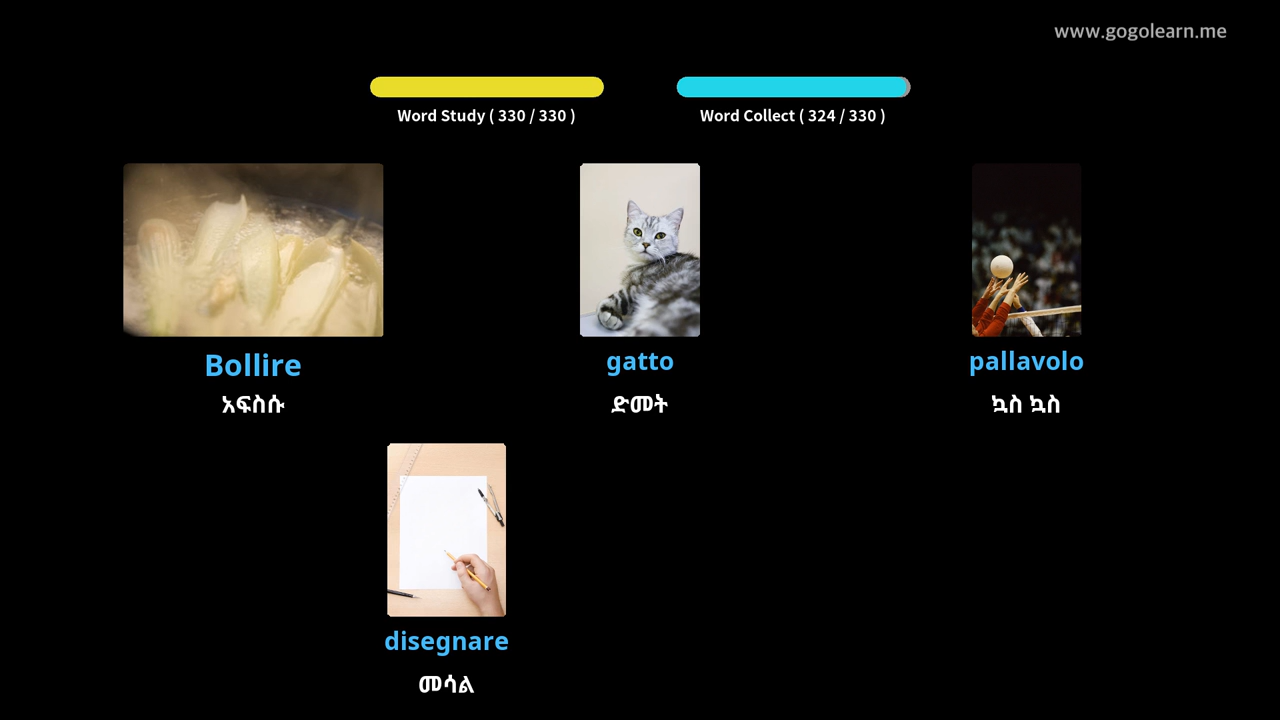 www.gogolearn.me
Word Study ( 330 / 330 )
Word Collect ( 324 / 330 )
Bollire
አፍስሱ
gatto
ድመት
pallavolo
ኳስ ኳስ
disegnare
መሳል